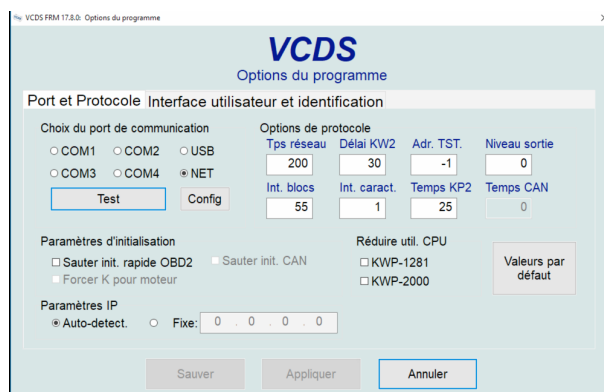 VCDS FRM 17.8.0: Options du programme
VCDS
Options du programme
Port et Protocole Interface utilisateur et identification
Choix du port de communication
COM1 COM2 USB
COM3 COM4 NET
Test Config
Options de protocole
Tps réseau Délai KW2 Adr. TST. Niveau sortie
200 30 -1 0
Int. blocs Int. caract. Temps KP2 Temps CAN
55 1 25 0
Paramètres d'initialisation
Sauter init. rapide OBD2 Sauter init. CAN
Forcer K pour moteur
Réduire util. CPU
KWP-1281
KWP-2000
Valeurs par
défaut
Paramètres IP
Auto-detect. Fixe: 0 . 0 . 0 . 0
Sauver Appliquer Annuler